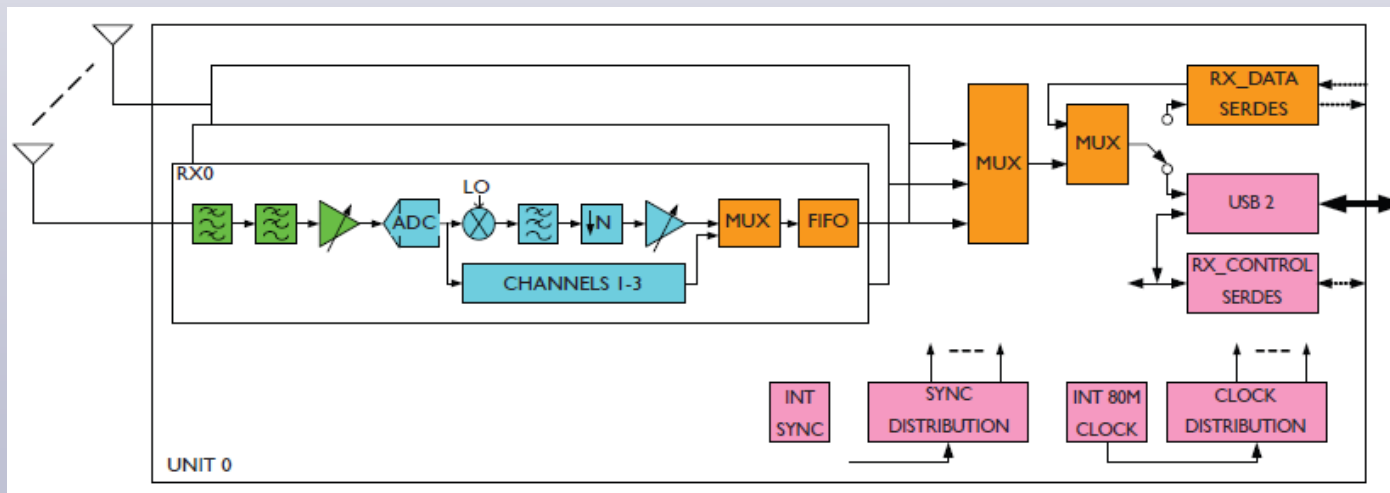 RX0
LO
ADC
N
MUX
FIFO
CHANNELS 1-3
MUX
MUX
RX_DATA
SERDES
USB 2
RX_CONTROL
SERDES
INT
SYNC
SYNC
DISTRIBUTION
INT 80M
CLOCK
CLOCK
DISTRIBUTION
UNIT 0